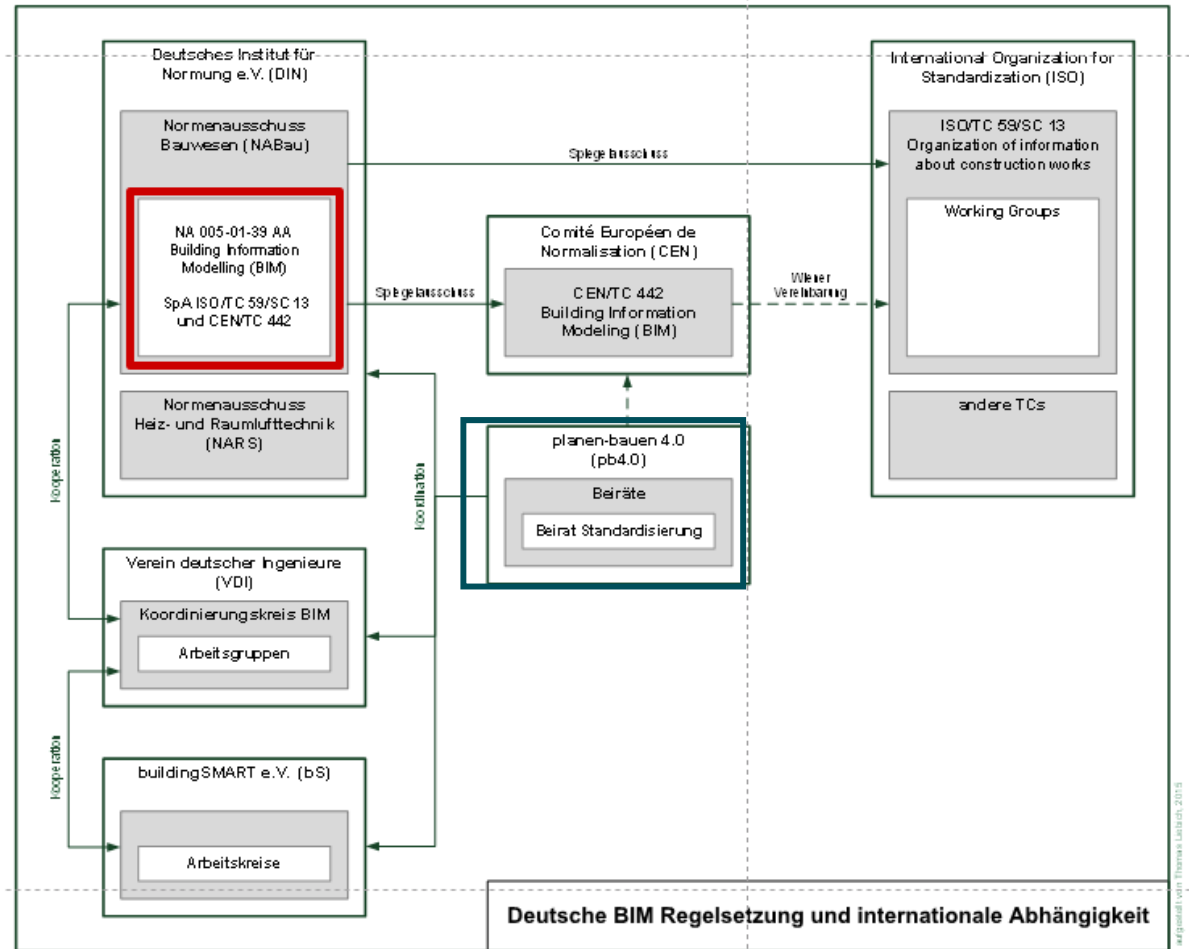 Deutsches Institut für
Normung e.V. (DIN)
Normenausschuss
Bauwesen (NABau)
NA 005-01-39 AA
Building Information
Modelling (BIM)
SpA ISO/TC 59/SC 13
und CEN/TC 442
Normenausschuss
Heiz- und Raumlufttechnik
(NARS)
Spiegelausschuss
Spiegelausschuss
Comité Européen de
Normalisation (CEN)
CEN/TC 442
Building Information
Modeling (BIM)
Wiener
Vereinbarung
International Organization for
Standardization (ISO)
ISO/TC 59/SC 13
Organization of information
about construction works
Working Groups
andere TCs
planen-bauen 4.0
(pb4.0)
Beiräte
Beirat Standardisierung
Kooperation
Koordination
Verein deutscher Ingenieure
(VDI)
Koordinierungskreis BIM
Arbeitsgruppen
Kooperation
buildingSMART e.V. (bS)
Arbeitskreise
Deutsche BIM Regelsetzung und internationale Abhängigkeit
aufgestellt von Thomas Liebich, 2015